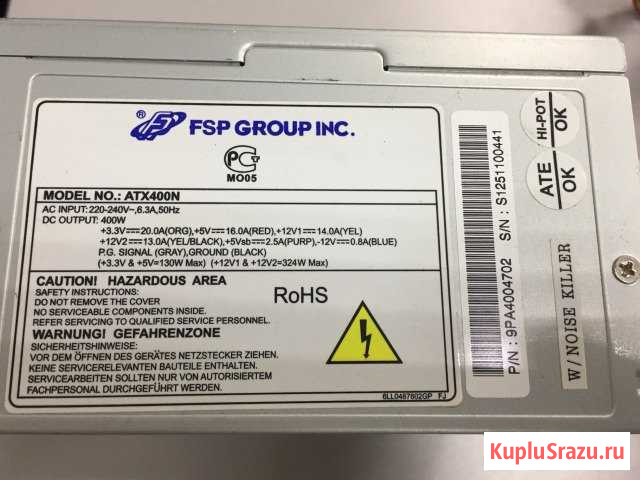 ® FSP GROUP INC.
МО05
MODEL NO.: ATX400N
AC INPUT: 220-240V~,6.3A,50Hz
DC OUTPUT: 400W
+3.3V⎓20.0A(ORG),+5V⎓16.0A(RED),+12V1⎓14.0A(YEL)
+12V2⎓13.0A(YEL/BLACK),+5Vsb⎓2.5A(PURP),-12V⎓0.8A(BLUE)
P.G. SIGNAL (GRAY),GROUND (BLACK)
(+3.3V & +5V=130W Max) (+12V1 & +12V2=324W Max)
CAUTION! HAZARDOUS AREA
SAFETY INSTRUCTIONS:
DO NOT REMOVE THE COVER
NO SERVICEABLE COMPONENTS INSIDE.
REFER SERVICING TO QUALIFIED SERVICE PERSONNEL.
WARNUNG! GEFAHRENZONE
SICHERHEITSHINWEISE:
VOR DEM ÖFFNEN DES GERÄTES NETZSTECKER ZIEHEN.
KEINE SERVICERELEVANTEN BAUTEILE ENTHALTEN.
SERVICEARBEITEN SOLLTEN NUR VON AUTORISIERTEM
FACHPERSONAL DURCHGEFÜHRT WERDEN.
RoHS
6LL0467602GP FJ
P/N : 9PA4004702 S/N : S1251100441
HI-POT
OK
ATE
OK
W/ NOISE KILLER
KupluSrazu.ru